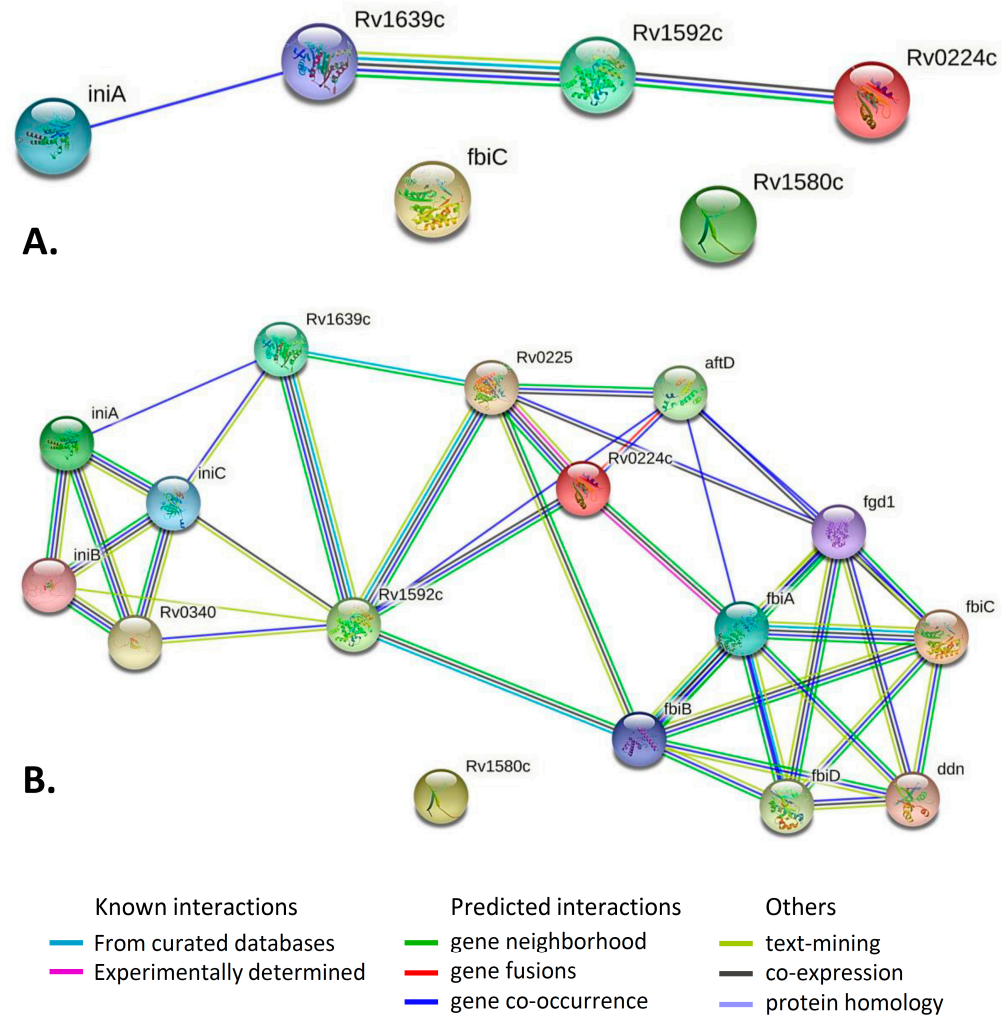 Rv1639c
Rv1592c
Rv0224c
iniA
fbiC
Rv1580c
A.
Rv1639c
Rv0225
aftD
iniA
Rv0224c
iniC
fgd1
iniB
Rv1592c
fbiA
fbiC
Rv0340
fbiB
Rv1580c
fbiD
ddn
B.
Known interactions
From curated databases
Experimentally determined
Predicted interactions
gene neighborhood
gene fusions
gene co-occurrence
Others
text-mining
co-expression
protein homology